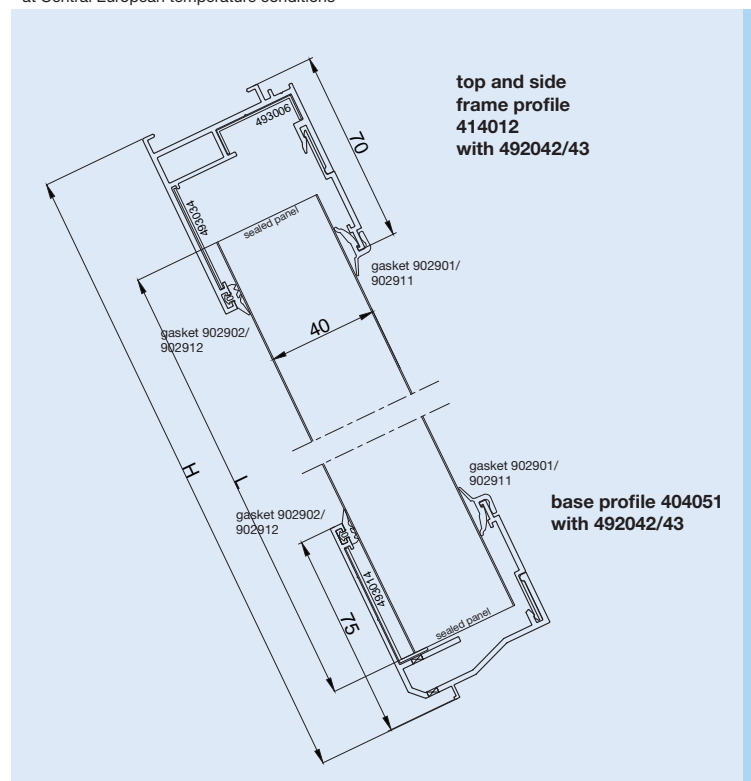 at Central European temperature conditions
top and side
frame profile
414012
with 492042/43
493006
70
493034
sealed panel
gasket 902901/
902911
40
gasket 902902/
902912
H
L
gasket 902901/
902911
base profile 404051
with 492042/43
gasket 902902/
902912
493014
75
sealed panel